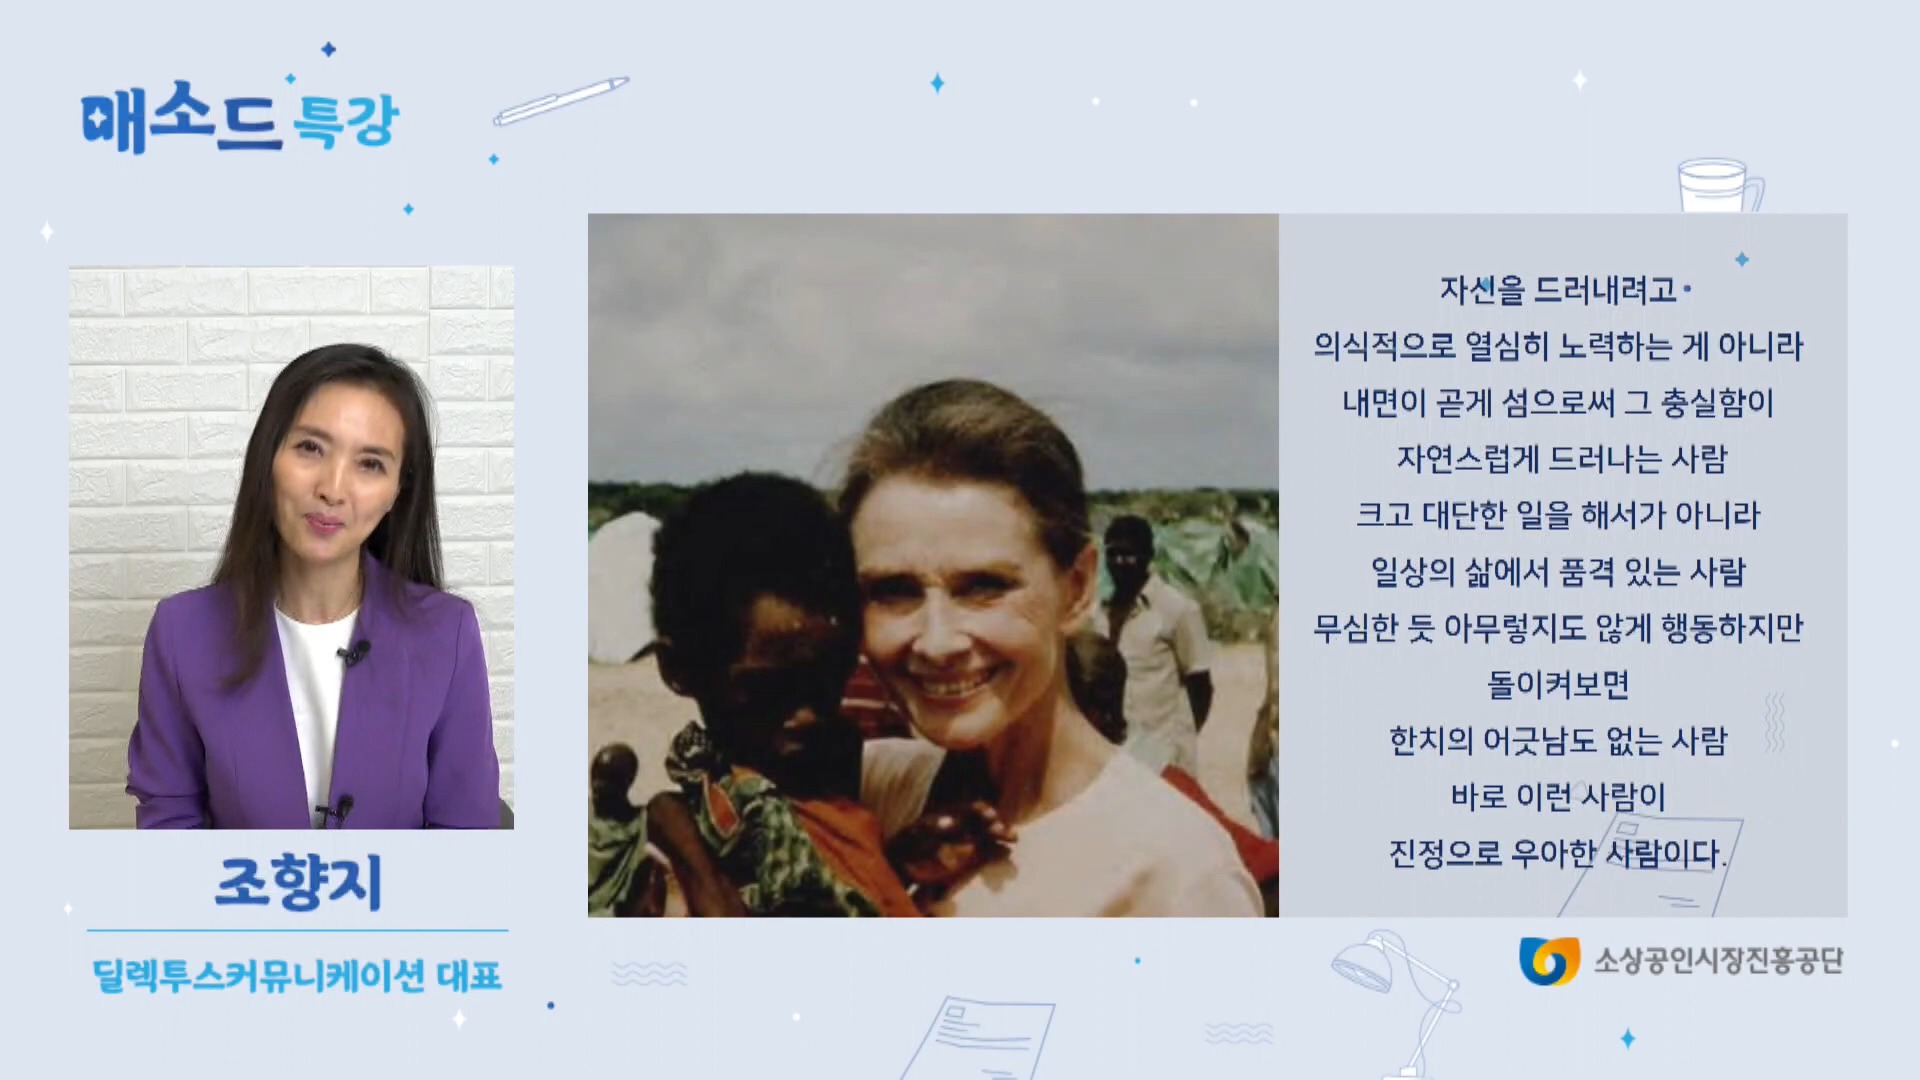 매소드 특강
자신을 드러내려고
의식적으로 열심히 노력하는 게 아니라
내면이 곧게 섬으로써 그 충실함이
자연스럽게 드러나는 사람
크고 대단한 일을 해서가 아니라
일상의 삶에서 품격 있는 사람
무심한 듯 아무렇지도 않게 행동하지만
돌이켜보면
한치의 어긋남도 없는 사람
바로 이런 사람이
진정으로 우아한 사람이다.
조향지
딜렉투스커뮤니케이션 대표
소상공인시장진흥공단